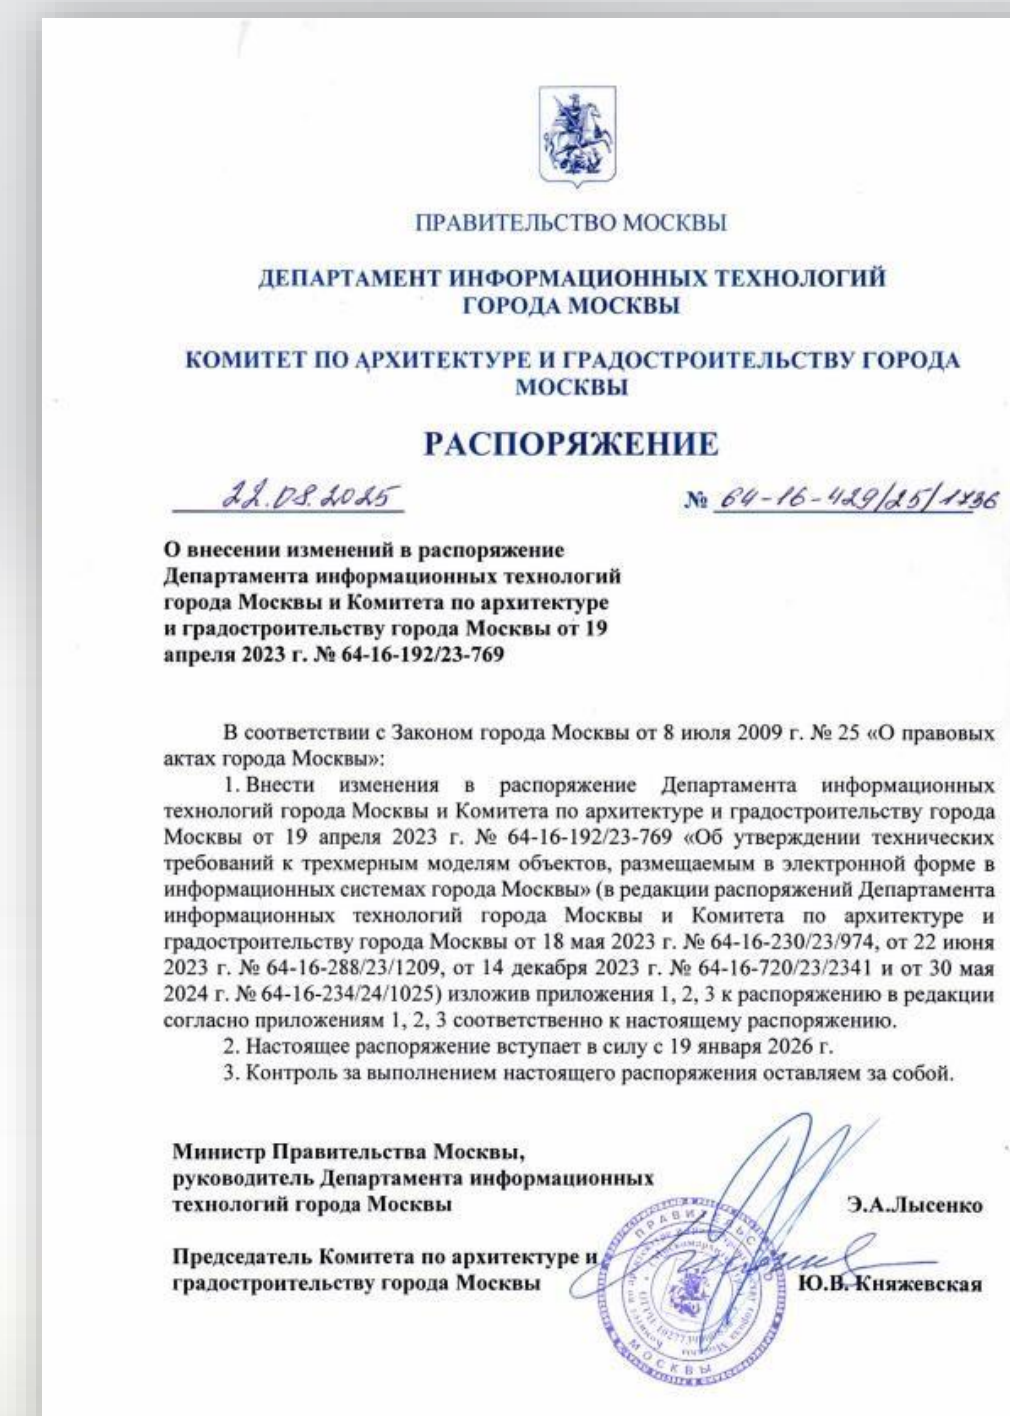 ПРАВИТЕЛЬСТВО МОСКВЫ
ДЕПАРТАМЕНТ ИНФОРМАЦИОННЫХ ТЕХНОЛОГИЙ
ГОРОДА МОСКВЫ
КОМИТЕТ ПО АРХИТЕКТУРЕ И ГРАДОСТРОИТЕЛЬСТВУ ГОРОДА
МОСКВЫ
РАСПОРЯЖЕНИЕ
22.08.2025 № 64-16-429/25/1736
О внесении изменений в распоряжение
Департамента информационных технологий
города Москвы и Комитета по архитектуре
и градостроительству города Москвы от 19
апреля 2023 г. № 64-16-192/23-769
В соответствии с Законом города Москвы от 8 июля 2009 г. № 25 «О правовых
актах города Москвы»:
1. Внести изменения в распоряжение Департамента информационных
технологий города Москвы и Комитета по архитектуре и градостроительству города
Москвы от 19 апреля 2023 г. № 64-16-192/23-769 «Об утверждении технических
требований к трехмерным моделям объектов, размещаемым в электронной форме в
информационных системах города Москвы» (в редакции распоряжений Департамента
информационных технологий города Москвы и Комитета по архитектуре и
градостроительству города Москвы от 18 мая 2023 г. № 64-16-230/23/974, от 22 июня
2023 г. № 64-16-288/23/1209, от 14 декабря 2023 г. № 64-16-720/23/2341 и от 30 мая
2024 г. № 64-16-234/24/1025) изложив приложения 1, 2, 3 к распоряжению в редакции
согласно приложениям 1, 2, 3 соответственно к настоящему распоряжению.
2. Настоящее распоряжение вступает в силу с 19 января 2026 г.
3. Контроль за выполнением настоящего распоряжения оставляем за собой.
Министр Правительства Москвы,
руководитель Департамента информационных
технологий города Москвы Э.А.Лысенко
Председатель Комитета по архитектуре и
градостроительству города Москвы Ю.В. Княжевская
ПРАВИТЕЛЬСТВО
МОСКВЫ